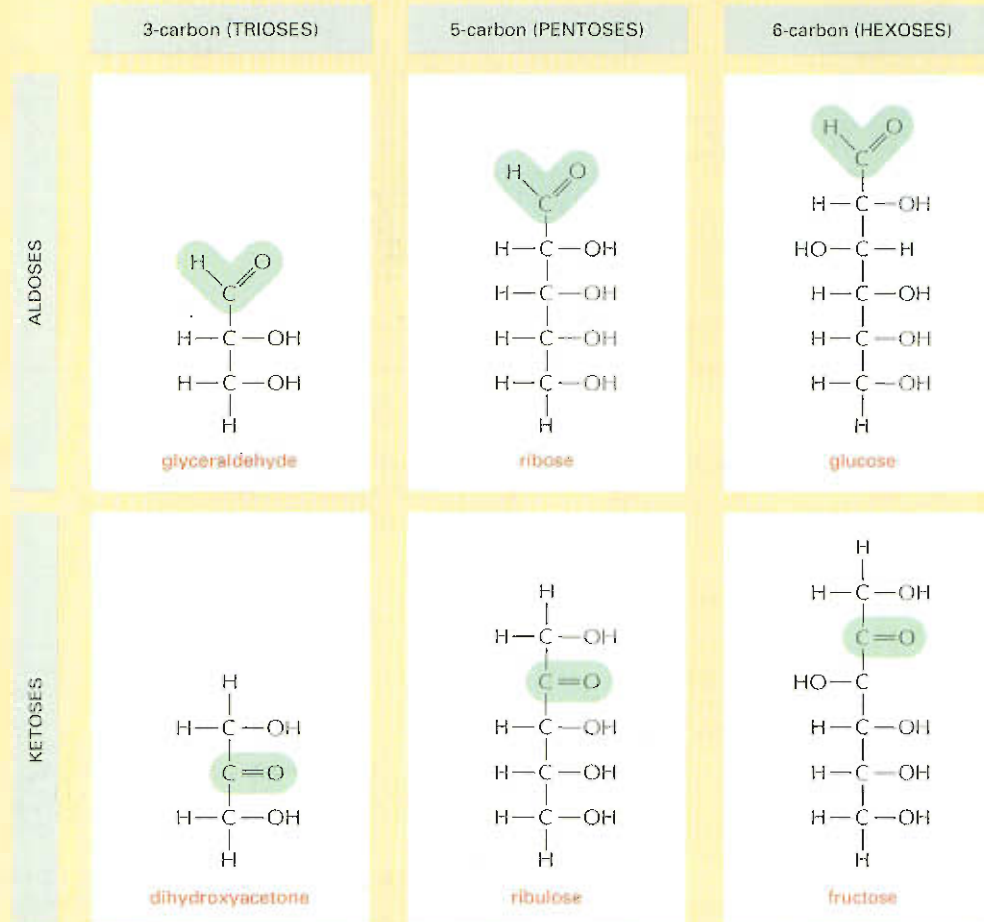 3-carbon (TRIOSES)
5-carbon (PENTOSES)
6-carbon (HEXOSES)
ALDOSES
H O
C
H—C—OH
H—C—OH
H
glyceraldehyde
H O
C
H—C—OH
H—C—OH
H—C—OH
H—C—OH
H
ribose
H O
C
H—C—OH
HO—C—H
H—C—OH
H—C—OH
H—C—OH
H
glucose
KETOSES
H
H—C—OH
C=O
H—C—OH
H
dihydroxyacetone
H
H—C—OH
C=O
H—C—OH
H—C—OH
H—C—OH
H
ribulose
H
H—C—OH
C=O
HO—C
H—C—OH
H—C—OH
H—C—OH
H
fructose